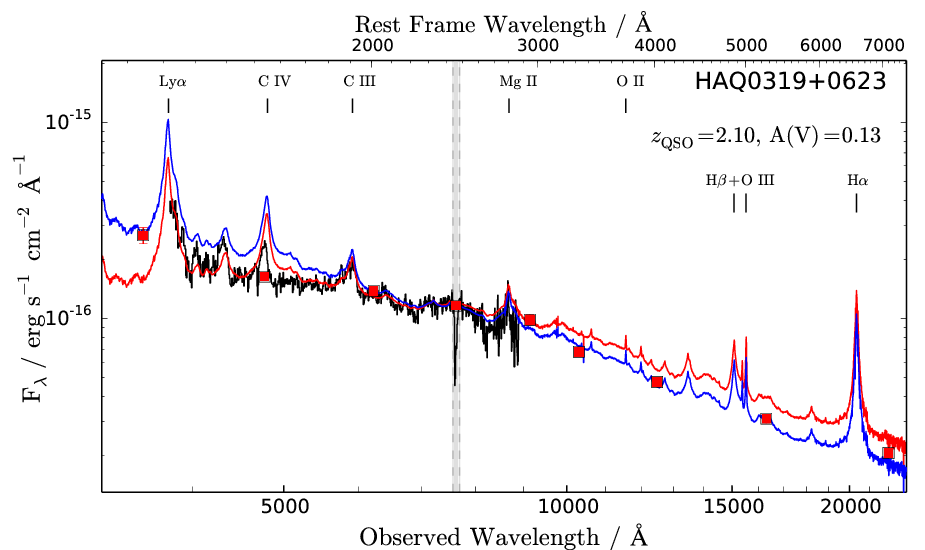 Rest Frame Wavelength / Å
2000 3000 4000 5000 6000 7000
Lyα C IV C III Mg II O II HAQ0319+0623
z_QSO=2.10, A(V)=0.13
Hβ+O III Hα
10⁻¹⁵
10⁻¹⁶
F_λ / erg s⁻¹ cm⁻² Å⁻¹
5000 10000 15000 20000
Observed Wavelength / Å